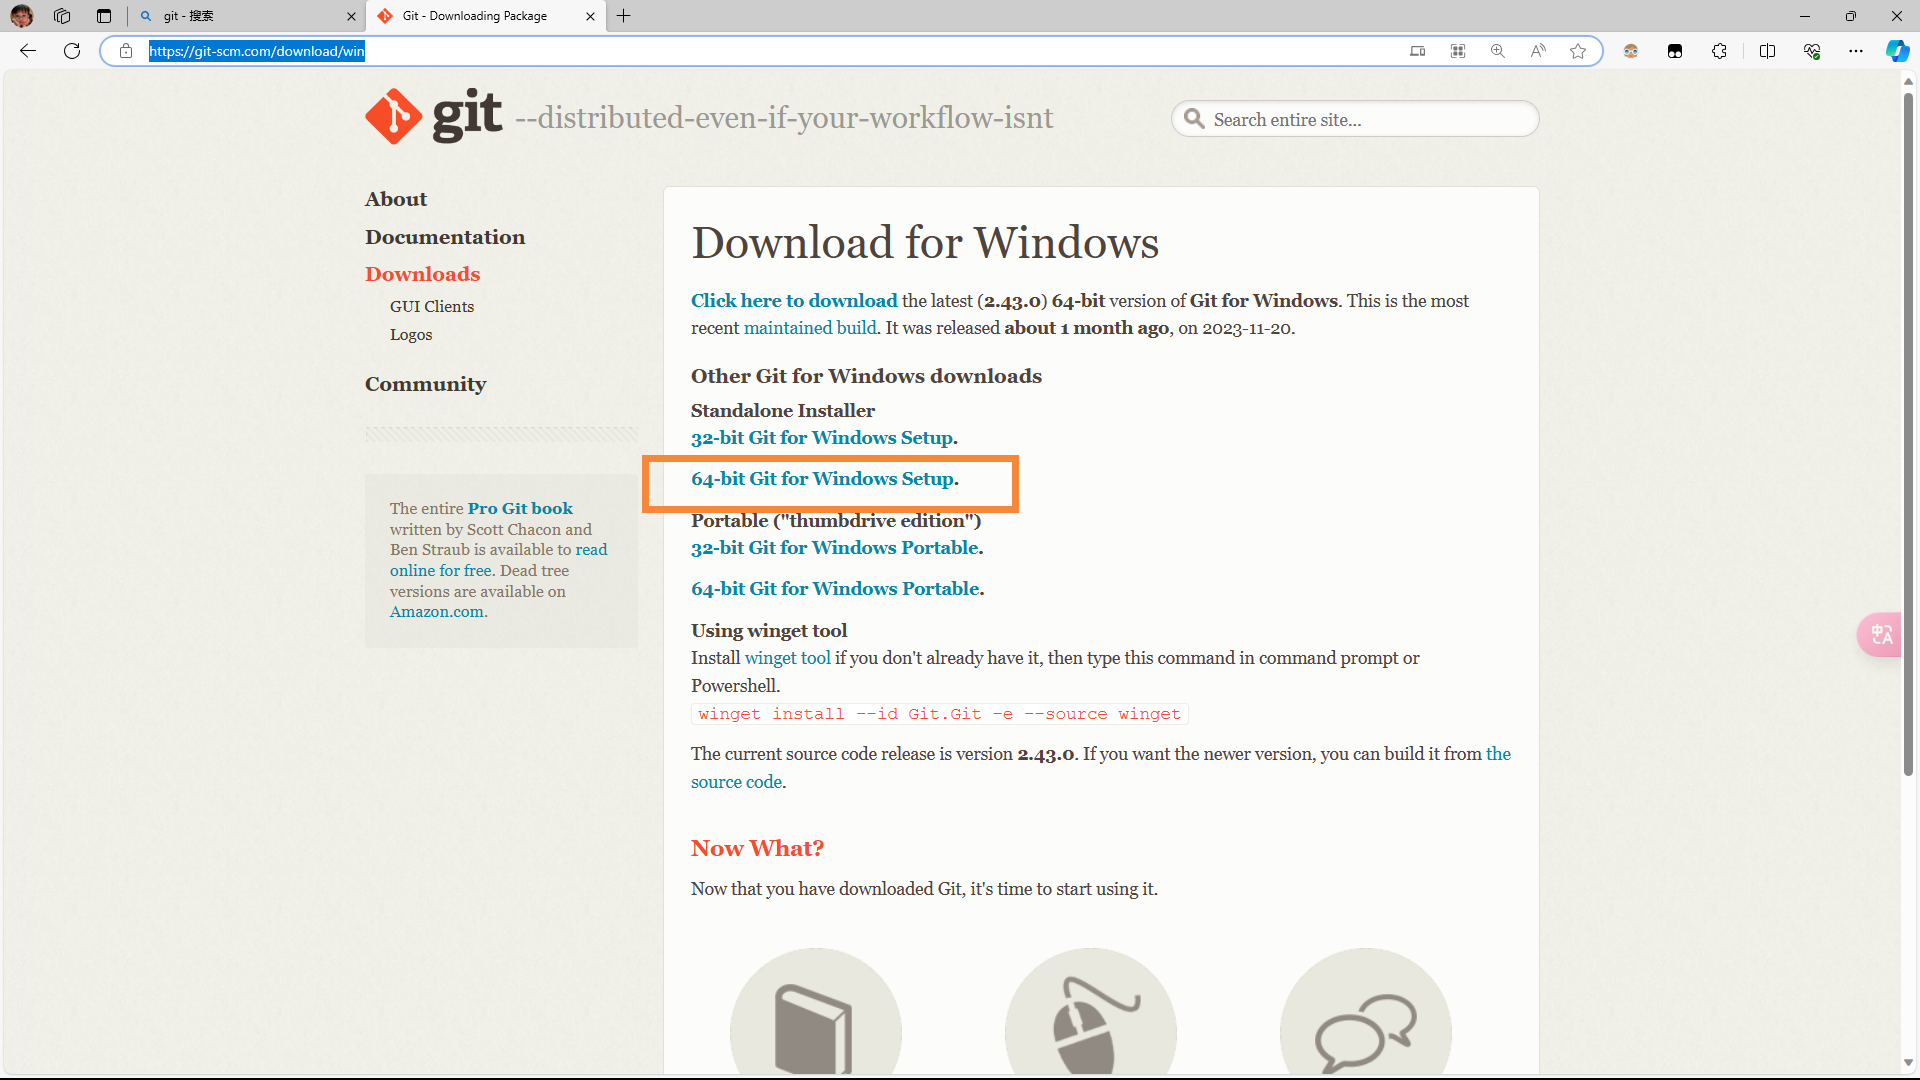 git - 搜索
Git - Downloading Package
https://git-scm.com/download/win
git --distributed-even-if-your-workflow-isnt
Search entire site...
About
Documentation
Downloads
GUI Clients
Logos
Community
The entire Pro Git book
written by Scott Chacon and
Ben Straub is available to read
online for free. Dead tree
versions are available on
Amazon.com.
Download for Windows
Click here to download the latest (2.43.0) 64-bit version of Git for Windows. This is the most
recent maintained build. It was released about 1 month ago, on 2023-11-20.
Other Git for Windows downloads
Standalone Installer
32-bit Git for Windows Setup.
64-bit Git for Windows Setup.
Portable ("thumbdrive edition")
32-bit Git for Windows Portable.
64-bit Git for Windows Portable.
Using winget tool
Install winget tool if you don't already have it, then type this command in command prompt or
Powershell.
winget install --id Git.Git -e --source winget
The current source code release is version 2.43.0. If you want the newer version, you can build it from the
source code.
Now What?
Now that you have downloaded Git, it's time to start using it.